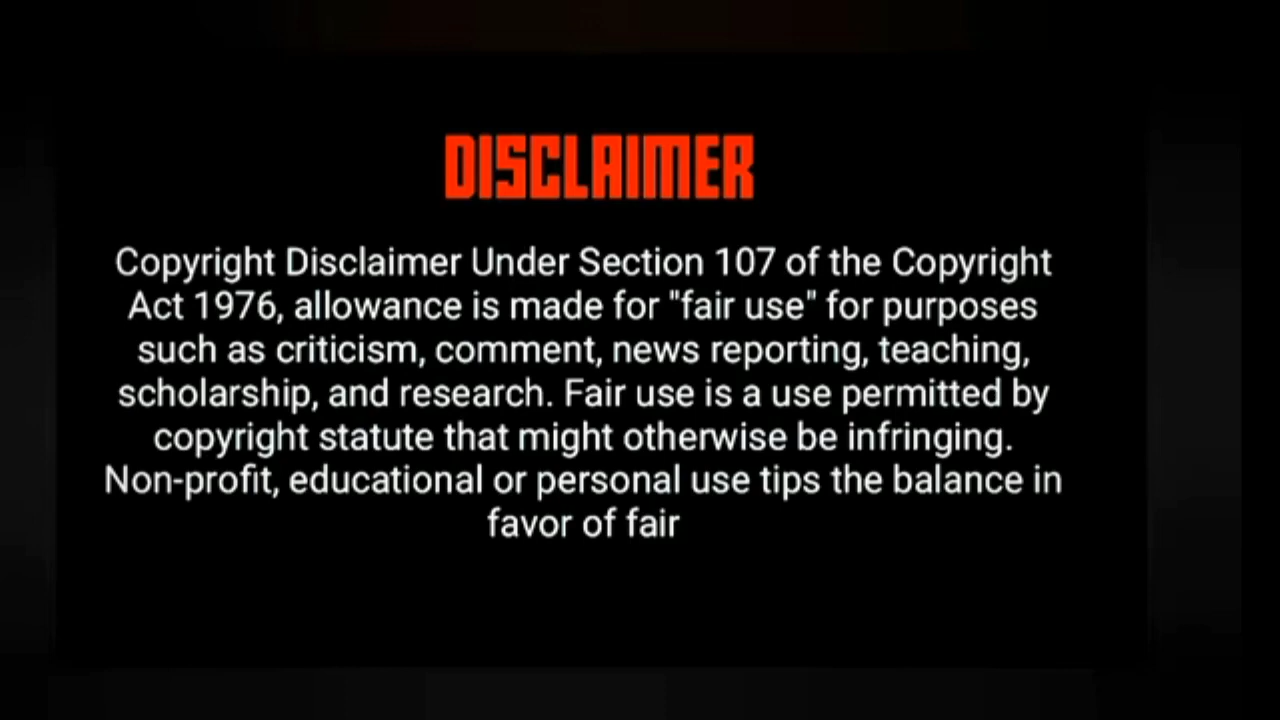 DISCLAIMER
Copyright Disclaimer Under Section 107 of the Copyright
Act 1976, allowance is made for "fair use" for purposes
such as criticism, comment, news reporting, teaching,
scholarship, and research. Fair use is a use permitted by
copyright statute that might otherwise be infringing.
Non-profit, educational or personal use tips the balance in
favor of fair